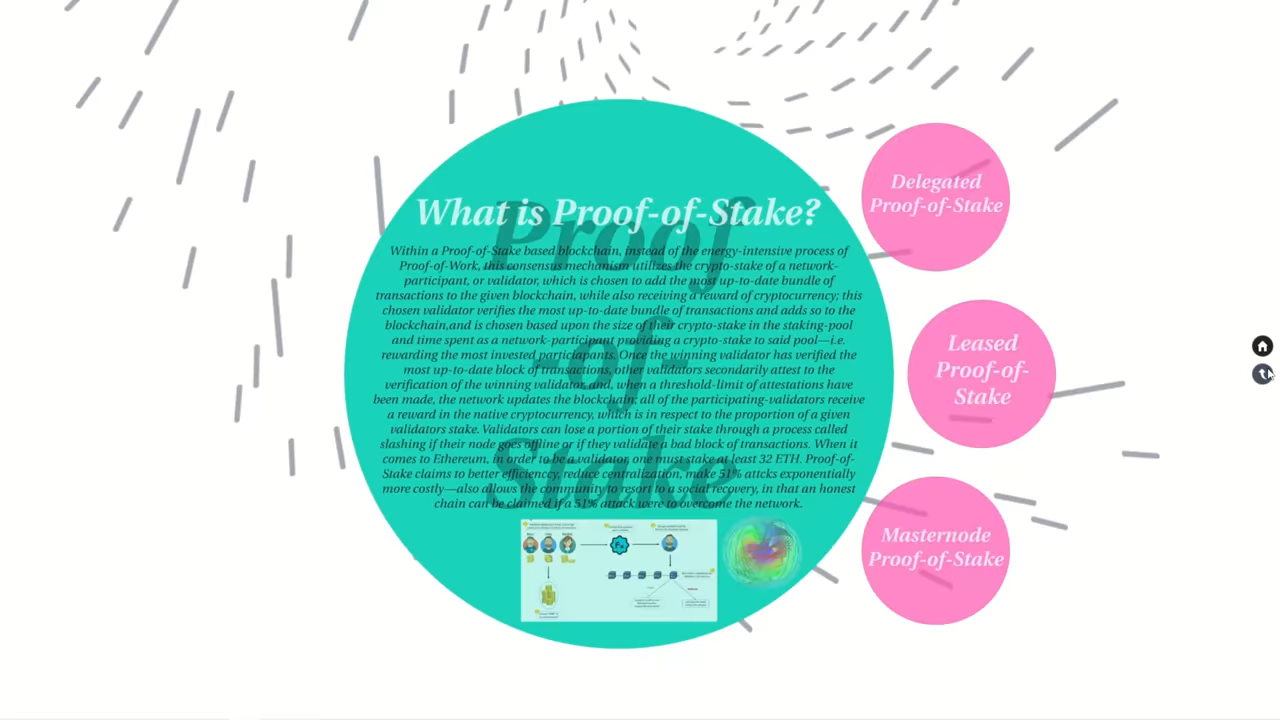 What is Proof-of-Stake?
Proof
-of-
Stake
Within a Proof-of-Stake based blockchain, instead of the energy-intensive process of
Proof-of-Work, this consensus mechanism utilizes the crypto-stake of a network-
participant, or validator, which is chosen to add the most up-to-date bundle of
transactions to the given blockchain, while also receiving a reward of cryptocurrency; this
chosen validator verifies the most up-to-date bundle of transactions and adds so to the
blockchain,and is chosen based upon the size of their crypto-stake in the staking-pool
and time spent as a network-participant providing a crypto-stake to said pool—i.e.
rewarding the most invested participants. Once the winning validator has verified the
most up-to-date block of transactions, other validators secondarily attest to the
verification of the winning validator and, when a threshold-limit of attestations have
been made, the network updates the blockchain; all of the participating-validators receive
a reward in the native cryptocurrency, which is in respect to the proportion of a given
validators stake. Validators can lose a portion of their stake through a process called
slashing if their node goes offline or if they validate a bad block of transactions. When it
comes to Ethereum, in order to be a validator, one must stake at least 32 ETH. Proof-of-
Stake claims to better efficienccy, reduce centralization, make 51% attcks exponentially
more costly—also allows the community to resort to a social recovery, in that an honest
chain can be claimed if a 51% attack were to overcome the network.
Delegated
Proof-of-Stake
Leased
Proof-of-
Stake
Masternode
Proof-of-Stake